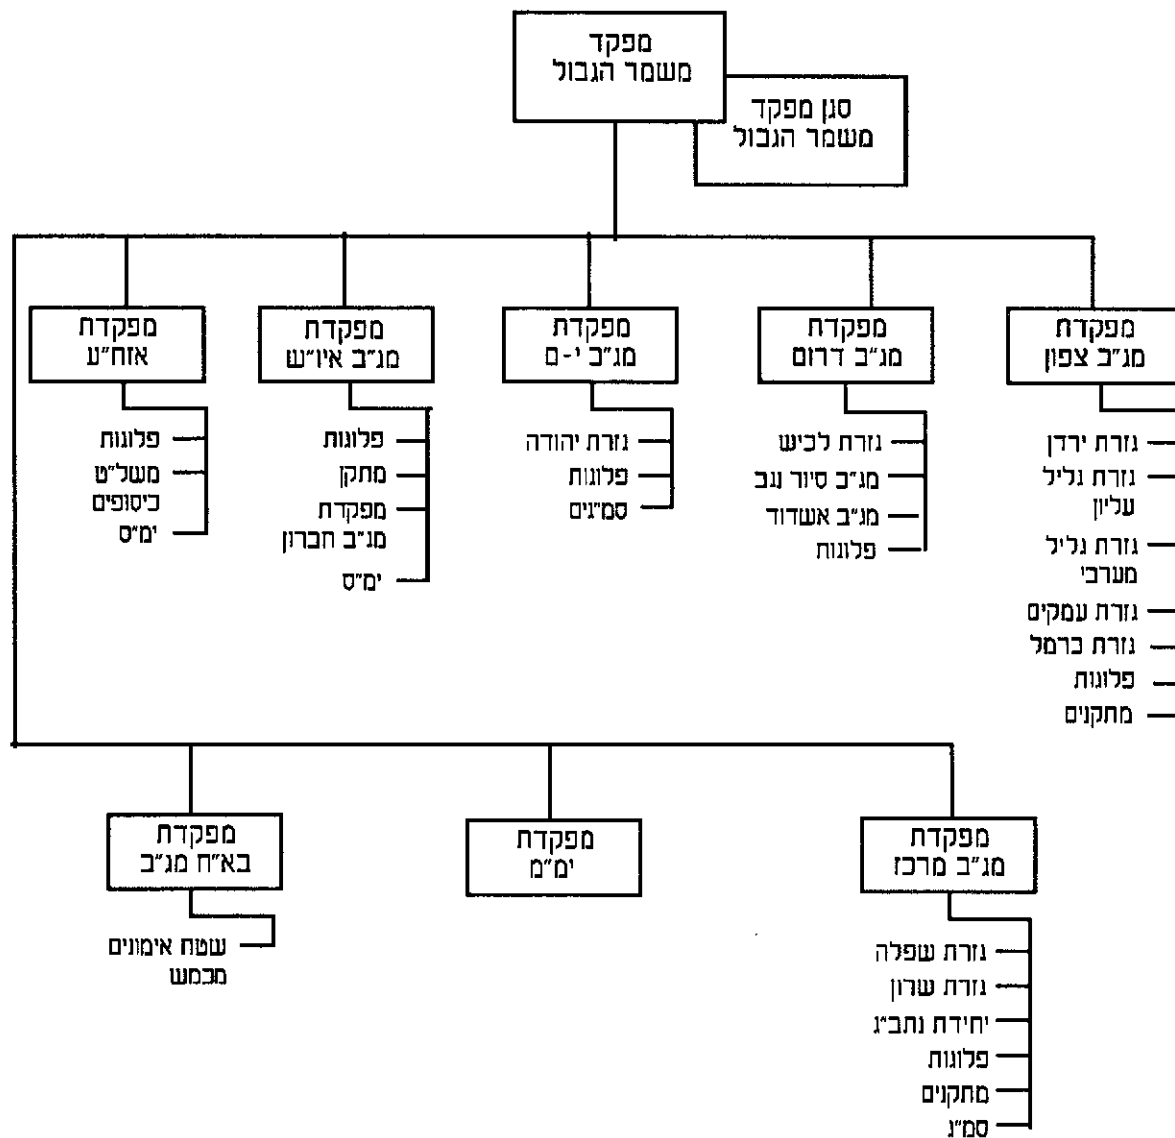 מפקד
משמר הגבול
סגן מפקד
משמר הגבול
מפקדת
מג"ב צפון
גזרת ירדן
גזרת גליל
עליון
גזרת גליל
מערבי
גזרת עמקים
גזרת כרמל
פלוגות
מתקנים
מפקדת
מג"ב דרום
גזרת לכיש
מג"ב סיור נגב
מג"ב אשדוד
פלוגות
מפקדת
מג"ב י-ם
גזרת יהודה
פלוגות
סמ"גים
מפקדת
מג"ב איו"ש
פלוגות
מתקן
מפקדת
מג"ב חברון
ימ"ס
מפקדת
אזח"ע
פלוגות
משל"ט
כיסופים
ימ"ס
מפקדת
מג"ב מרכז
גזרת שפלה
גזרת שרון
יחידת נתב"ג
פלוגות
מתקנים
סמ"ג
מפקדת
ימ"מ
מפקדת
בא"ח מג"ב
שטח אימונים
מכמש